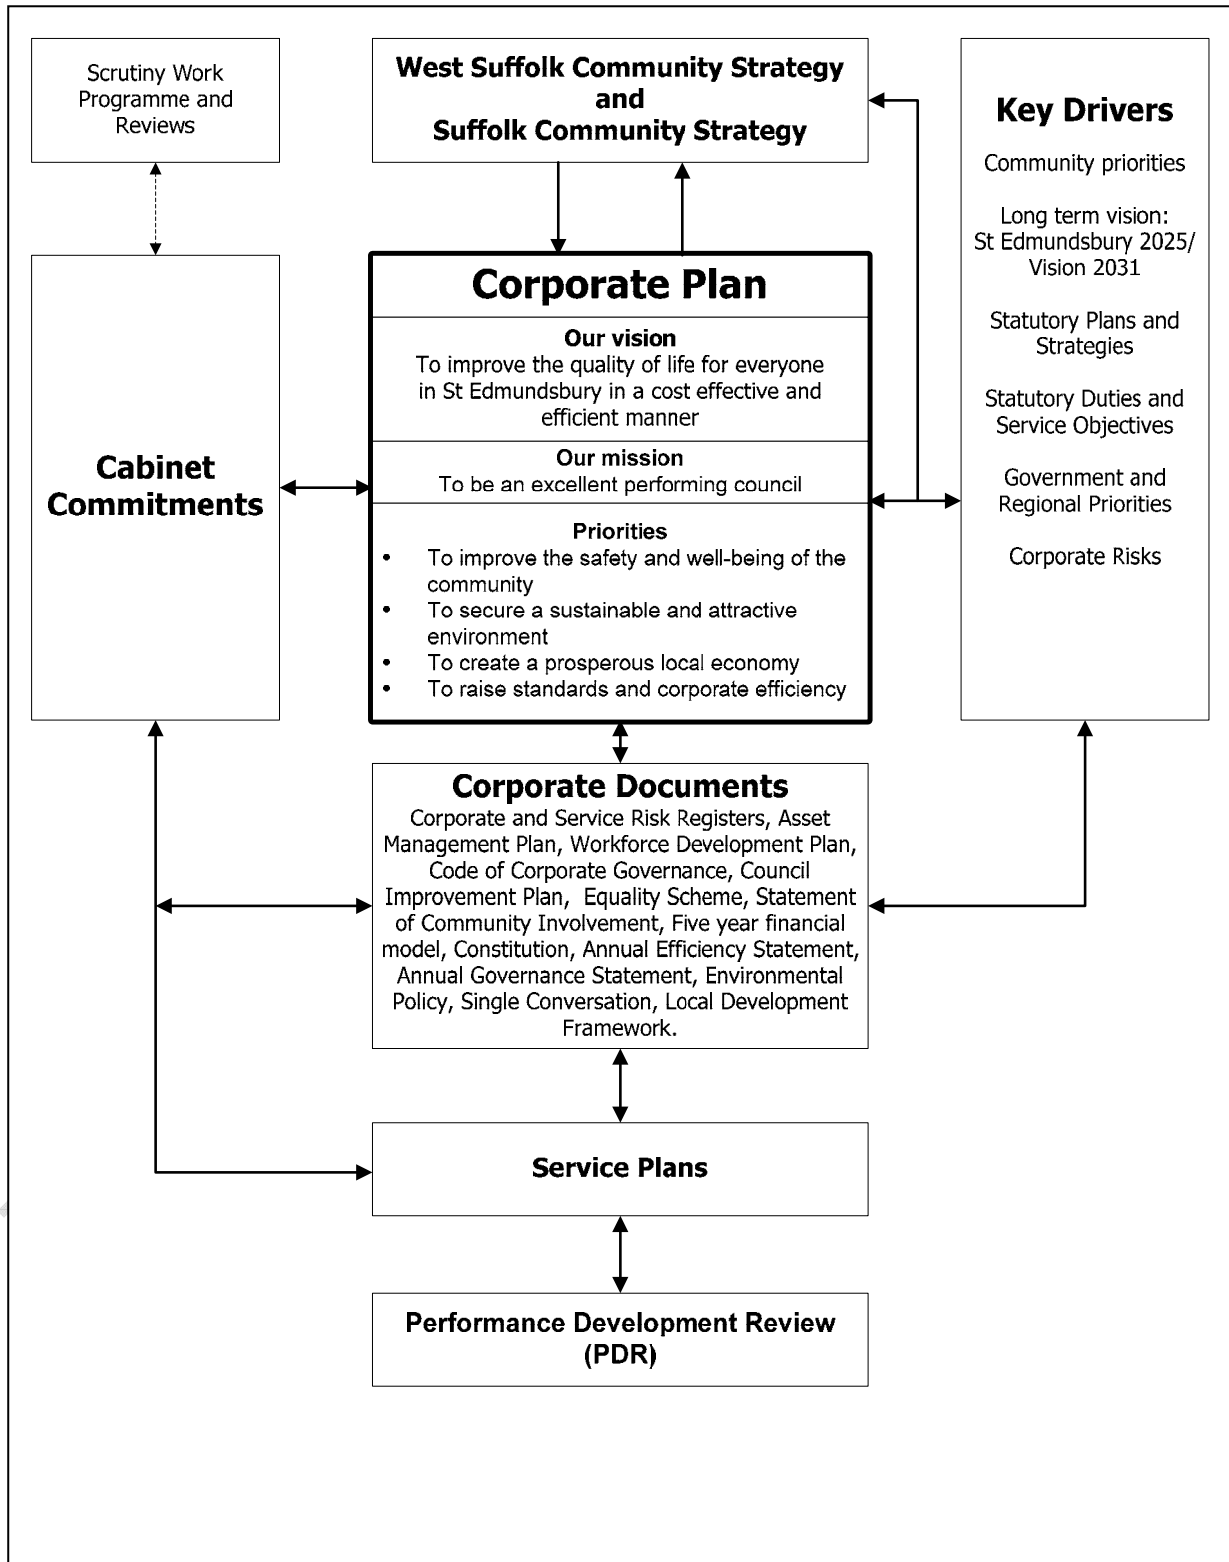 Scrutiny Work
Programme and
Reviews
West Suffolk Community Strategy
and
Suffolk Community Strategy
Key Drivers
Community priorities
Long term vision:
St Edmundsbury 2025/
Vision 2031
Statutory Plans and
Strategies
Statutory Duties and
Service Objectives
Government and
Regional Priorities
Corporate Risks
Cabinet
Commitments
Corporate Plan
Our vision
To improve the quality of life for everyone
in St Edmundsbury in a cost effective and
efficient manner
Our mission
To be an excellent performing council
Priorities
• To improve the safety and well-being of the
community
• To secure a sustainable and attractive
environment
• To create a prosperous local economy
• To raise standards and corporate efficiency
Corporate Documents
Corporate and Service Risk Registers, Asset
Management Plan, Workforce Development Plan,
Code of Corporate Governance, Council
Improvement Plan,  Equality Scheme, Statement
of Community Involvement, Five year financial
model, Constitution, Annual Efficiency Statement,
Annual Governance Statement, Environmental
Policy, Single Conversation, Local Development
Framework.
Service Plans
Performance Development Review
(PDR)